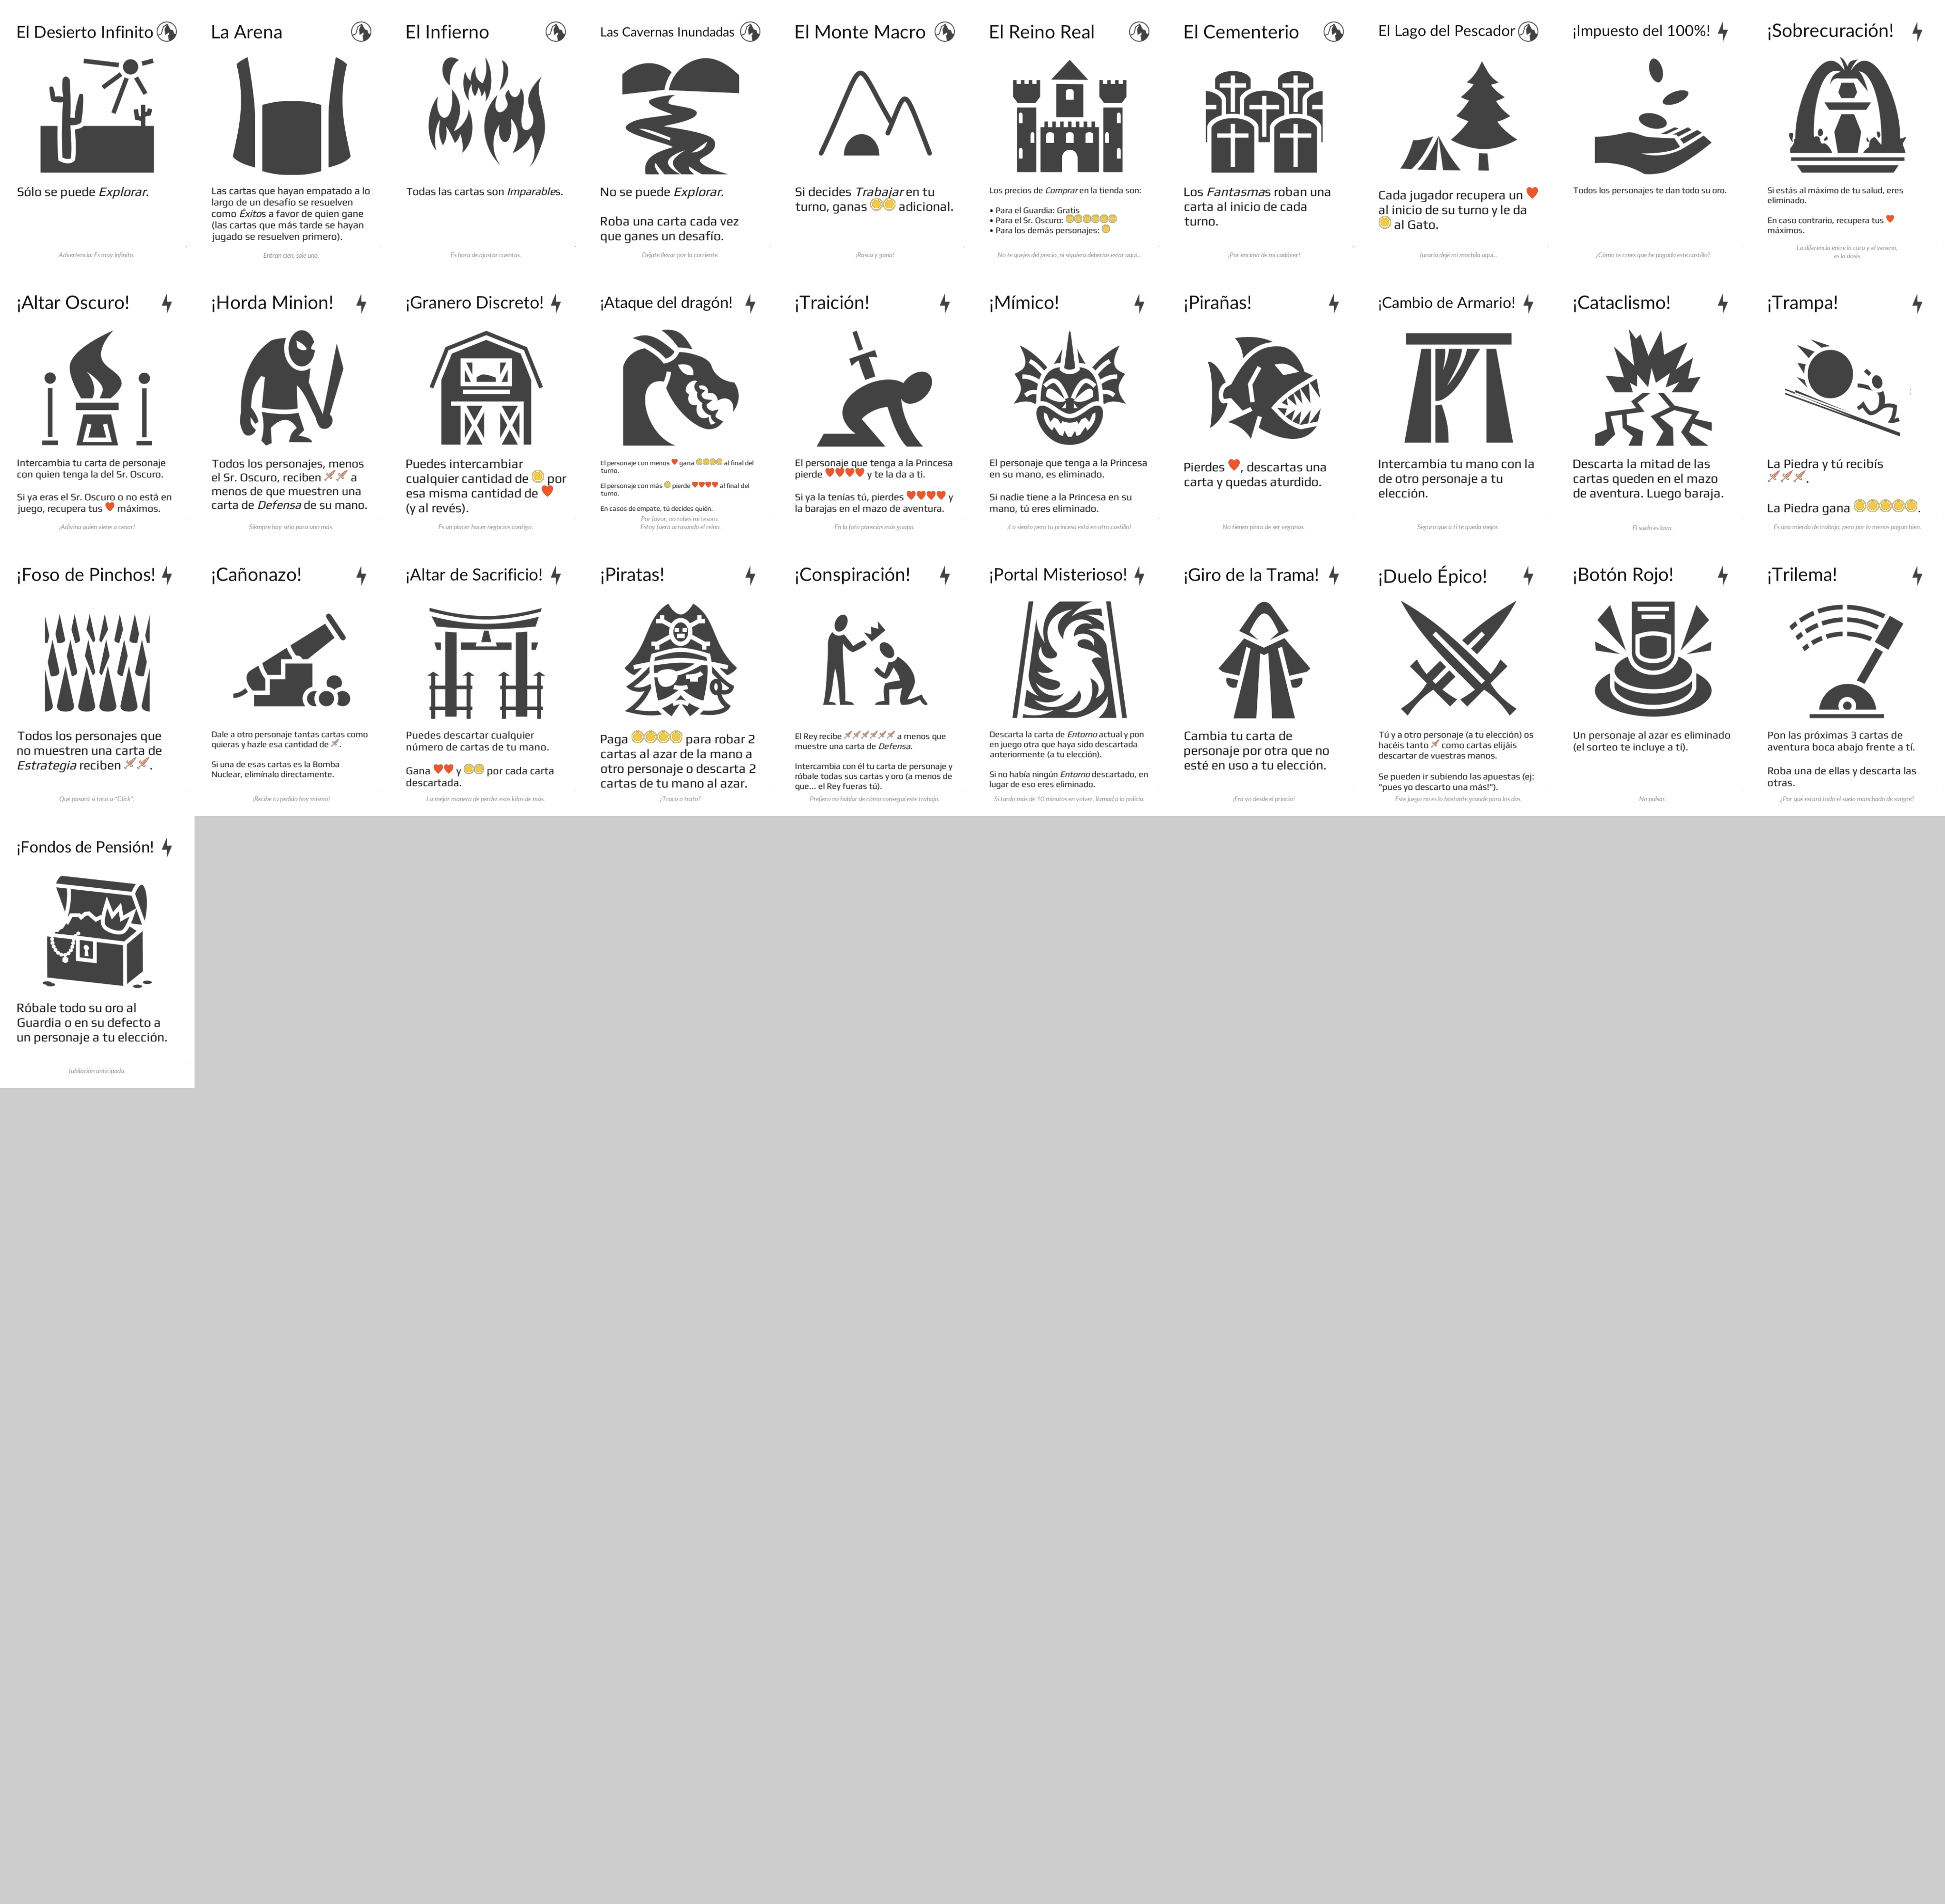 El Desierto Infinito
Sólo se puede Explorar.
Advertencia: Es muy infinito.
La Arena
Las cartas que hayan empatado a lo
largo de un desafío se resuelven
como Éxitos a favor de quien gane
(las cartas que más tarde se hayan
jugado se resuelven primero).
Entran cien, sale uno.
El Infierno
Todas las cartas son Imparables.
Es hora de ajustar cuentas.
Las Cavernas Inundadas
No se puede Explorar.
Roba una carta cada vez
que ganes un desafío.
Déjate llevar por la corriente.
El Monte Macro
Si decides Trabajar en tu
turno, ganas adicional.
¡Rasca y gana!
El Reino Real
Los precios de Comprar en la tienda son:
• Para el Guardia: Gratis
• Para el Sr. Oscuro:
• Para los demás personajes:
No te quejes del precio, ni siquiera deberías estar aquí...
El Cementerio
Los Fantasmas roban una
carta al inicio de cada
turno.
¡Por encima de mi cadáver!
El Lago del Pescador
Cada jugador recupera un
al inicio de su turno y le da
al Gato.
Juraría dejé mi mochila aquí...
¡Impuesto del 100%!
Todos los personajes te dan todo su oro.
¿Cómo te crees que he pagado este castillo?
¡Sobrecuración!
Si estás al máximo de tu salud, eres
eliminado.
En caso contrario, recupera tus
máximos.
La diferencia entre la cura y el veneno,
es la dosis.
¡Altar Oscuro!
Intercambia tu carta de personaje
con quien tenga la del Sr. Oscuro.
Si ya eras el Sr. Oscuro o no está en
juego, recupera tus máximos.
¡Adivina quien viene a cenar!
¡Horda Minion!
Todos los personajes, menos
el Sr. Oscuro, reciben a
menos de que muestren una
carta de Defensa de su mano.
Siempre hay sitio para uno más.
¡Granero Discreto!
Puedes intercambiar
cualquier cantidad de por
esa misma cantidad de
(y al revés).
Es un placer hacer negocios contigo.
¡Ataque del dragón!
El personaje con menos gana al final del
turno.
El personaje con más pierde al final del
turno.
En casos de empate, tú decides quién.
Por favor, no robes mi tesoro.
Estoy fuera arrasando el reino.
¡Traición!
El personaje que tenga a la Princesa
pierde y te la da a ti.
Si ya la tenías tú, pierdes y
la barajas en el mazo de aventura.
En la foto parecías más guapa.
¡Mímico!
El personaje que tenga a la Princesa
en su mano, es eliminado.
Si nadie tiene a la Princesa en su
mano, tú eres eliminado.
¡Lo siento pero tu princesa está en otro castillo!
¡Pirañas!
Pierdes , descartas una
carta y quedas aturdido.
No tienen pinta de ser veganas.
¡Cambio de Armario!
Intercambia tu mano con la
de otro personaje a tu
elección.
Seguro que a ti te queda mejor.
¡Cataclismo!
Descarta la mitad de las
cartas queden en el mazo
de aventura. Luego baraja.
El suelo es lava.
¡Trampa!
La Piedra y tú recibís
.
La Piedra gana .
Es una mierda de trabajo, pero por lo menos pagan bien.
¡Foso de Pinchos!
Todos los personajes que
no muestren una carta de
Estrategia reciben .
Qué pasará si toco a-"Click".
¡Cañonazo!
Dale a otro personaje tantas cartas como
quieras y hazle esa cantidad de .
Si una de esas cartas es la Bomba
Nuclear, elimínalo directamente.
¡Recibe tu pedido hoy mismo!
¡Altar de Sacrificio!
Puedes descartar cualquier
número de cartas de tu mano.
Gana y por cada carta
descartada.
La mejor manera de perder esos kilos de más.
¡Piratas!
Paga para robar 2
cartas al azar de la mano a
otro personaje o descarta 2
cartas de tu mano al azar.
¿Truco o trato?
¡Conspiración!
El Rey recibe a menos que
muestre una carta de Defensa.
Intercambia con él tu carta de personaje y
róbale todas sus cartas y oro (a menos de
que... el Rey fueras tú).
Prefiero no hablar de cómo conseguí este trabajo.
¡Portal Misterioso!
Descarta la carta de Entorno actual y pon
en juego otra que haya sido descartada
anteriormente (a tu elección).
Si no había ningún Entorno descartado, en
lugar de eso eres eliminado.
Si tardo más de 10 minutos en volver, llamad a la policía.
¡Giro de la Trama!
Cambia tu carta de
personaje por otra que no
esté en uso a tu elección.
¡Era yo desde el princio!
¡Duelo Épico!
Tú y a otro personaje (a tu elección) os
hacéis tanto como cartas elijáis
descartar de vuestras manos.
Se pueden ir subiendo las apuestas (ej:
"pues yo descarto una más!").
Este juego no es lo bastante grande para los dos.
¡Botón Rojo!
Un personaje al azar es eliminado
(el sorteo te incluye a ti).
No pulsar.
¡Trilema!
Pon las próximas 3 cartas de
aventura boca abajo frente a tí.
Roba una de ellas y descarta las
otras.
¿Por qué estará todo el suelo manchado de sangre?
¡Fondos de Pensión!
Róbale todo su oro al
Guardia o en su defecto a
un personaje a tu elección.
Jubilación anticipada.